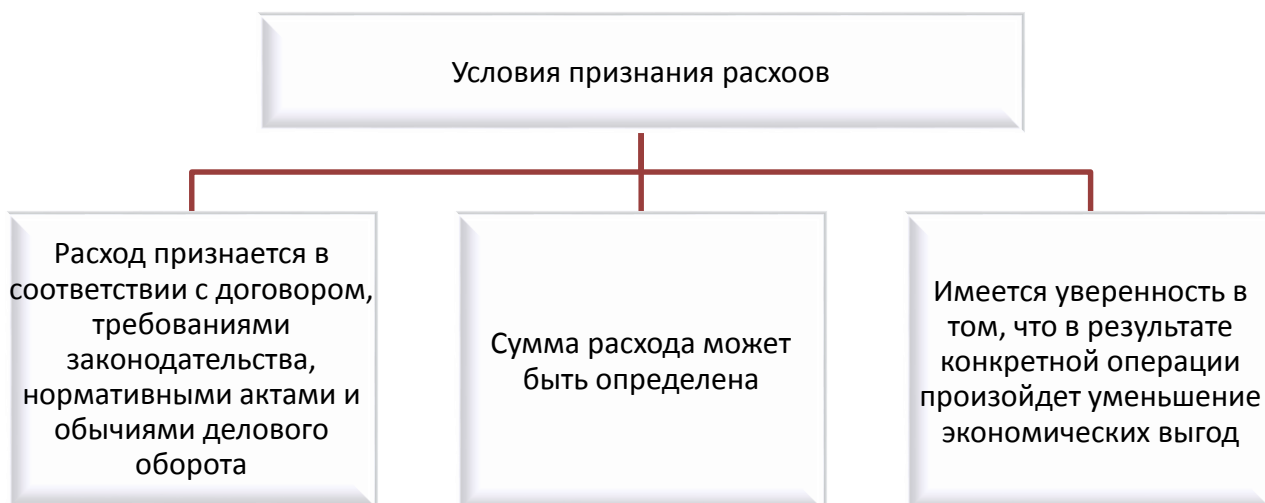 Условия признания расхоов
Расход признается в
соответствии с договором,
требованиями
законодательства,
нормативными актами и
обычиями делового
оборота
Сумма расхода может
быть определена
Имеется уверенность в
том, что в результате
конкретной операции
произойдет уменьшение
экономических выгод